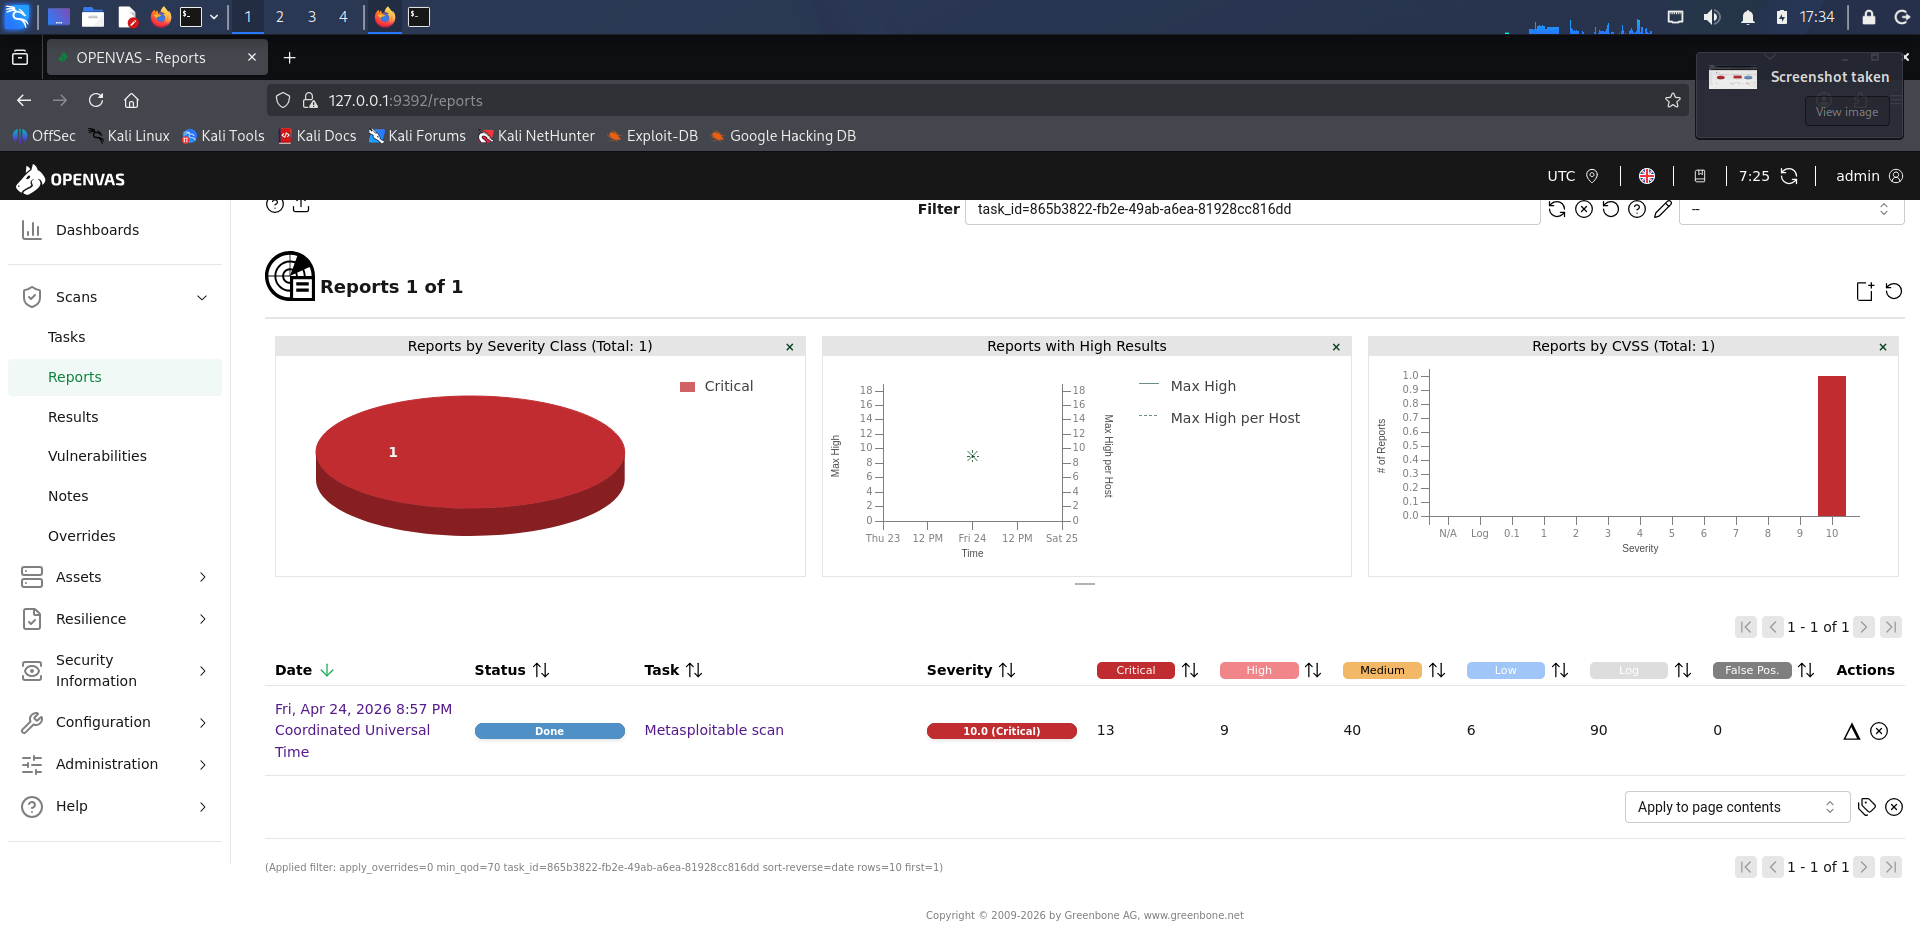 1 2 3 4 17:34
OPENVAS - Reports
Screenshot taken
View image
127.0.0.1:9392/reports
OffSec Kali Linux Kali Tools Kali Docs Kali Forums Kali NetHunter Exploit-DB Google Hacking DB
OPENVAS UTC 7:25 admin
Filter task_id=865b3822-fb2e-49ab-a6ea-81928cc816dd --
Dashboards
Scans
Tasks
Reports
Results
Vulnerabilities
Notes
Overrides
Assets
Resilience
Security
Information
Configuration
Administration
Help
Reports 1 of 1
Reports by Severity Class (Total: 1)
Critical
1
Reports with High Results
Max High
Max High per Host
18 16 14 12 10 8 6 4 2 0
Max High
18 16 14 12 10 8 6 4 2 0
Max High per Host
Thu 23 12 PM Fri 24 12 PM Sat 25
Time
Reports by CVSS (Total: 1)
1.0 0.9 0.8 0.7 0.6 0.5 0.4 0.3 0.2 0.1 0.0
# of Reports
N/A Log 0.1 1 2 3 4 5 6 7 8 9 10
Severity
1 - 1 of 1
Date Status Task Severity Critical High Medium Low Log False Pos. Actions
Fri, Apr 24, 2026 8:57 PM
Coordinated Universal
Time
Done Metasploitable scan 10.0 (Critical) 13 9 40 6 90 0
Apply to page contents
(Applied filter: apply_overrides=0 min_qod=70 task_id=865b3822-fb2e-49ab-a6ea-81928cc816dd sort-reverse=date rows=10 first=1)
1 - 1 of 1
Copyright © 2009-2026 by Greenbone AG, www.greenbone.net